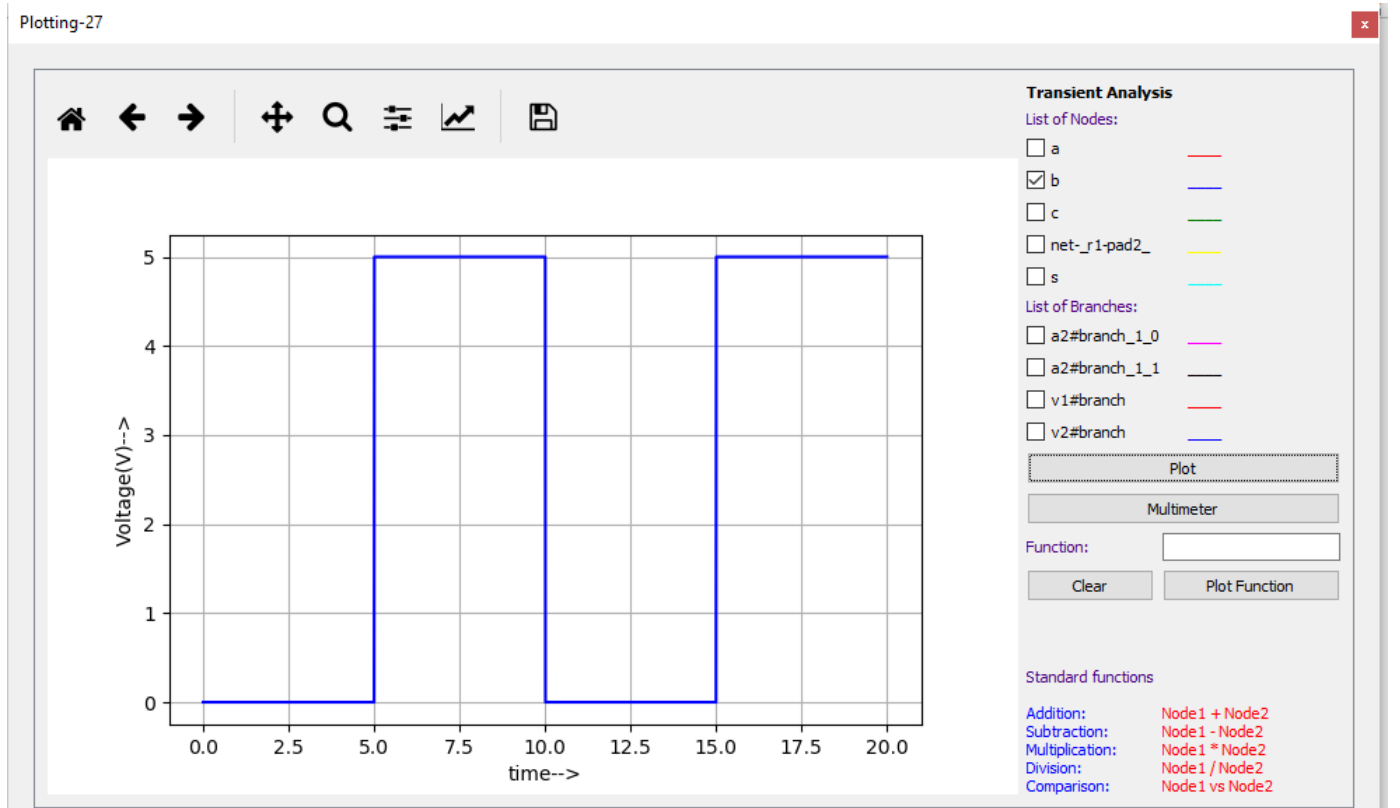 Plotting-27
x
Transient Analysis
List of Nodes:
a
b
c
net-_r1-pad2_
s
List of Branches:
a2#branch_1_0
a2#branch_1_1
v1#branch
v2#branch
Plot
Multimeter
Function:
Clear Plot Function
Standard functions
Addition: Node1 + Node2
Subtraction: Node1 - Node2
Multiplication: Node1 * Node2
Division: Node1 / Node2
Comparison: Node1 vs Node2
Voltage(V)-->
5
4
3
2
1
0
0.0 2.5 5.0 7.5 10.0 12.5 15.0 17.5 20.0
time-->